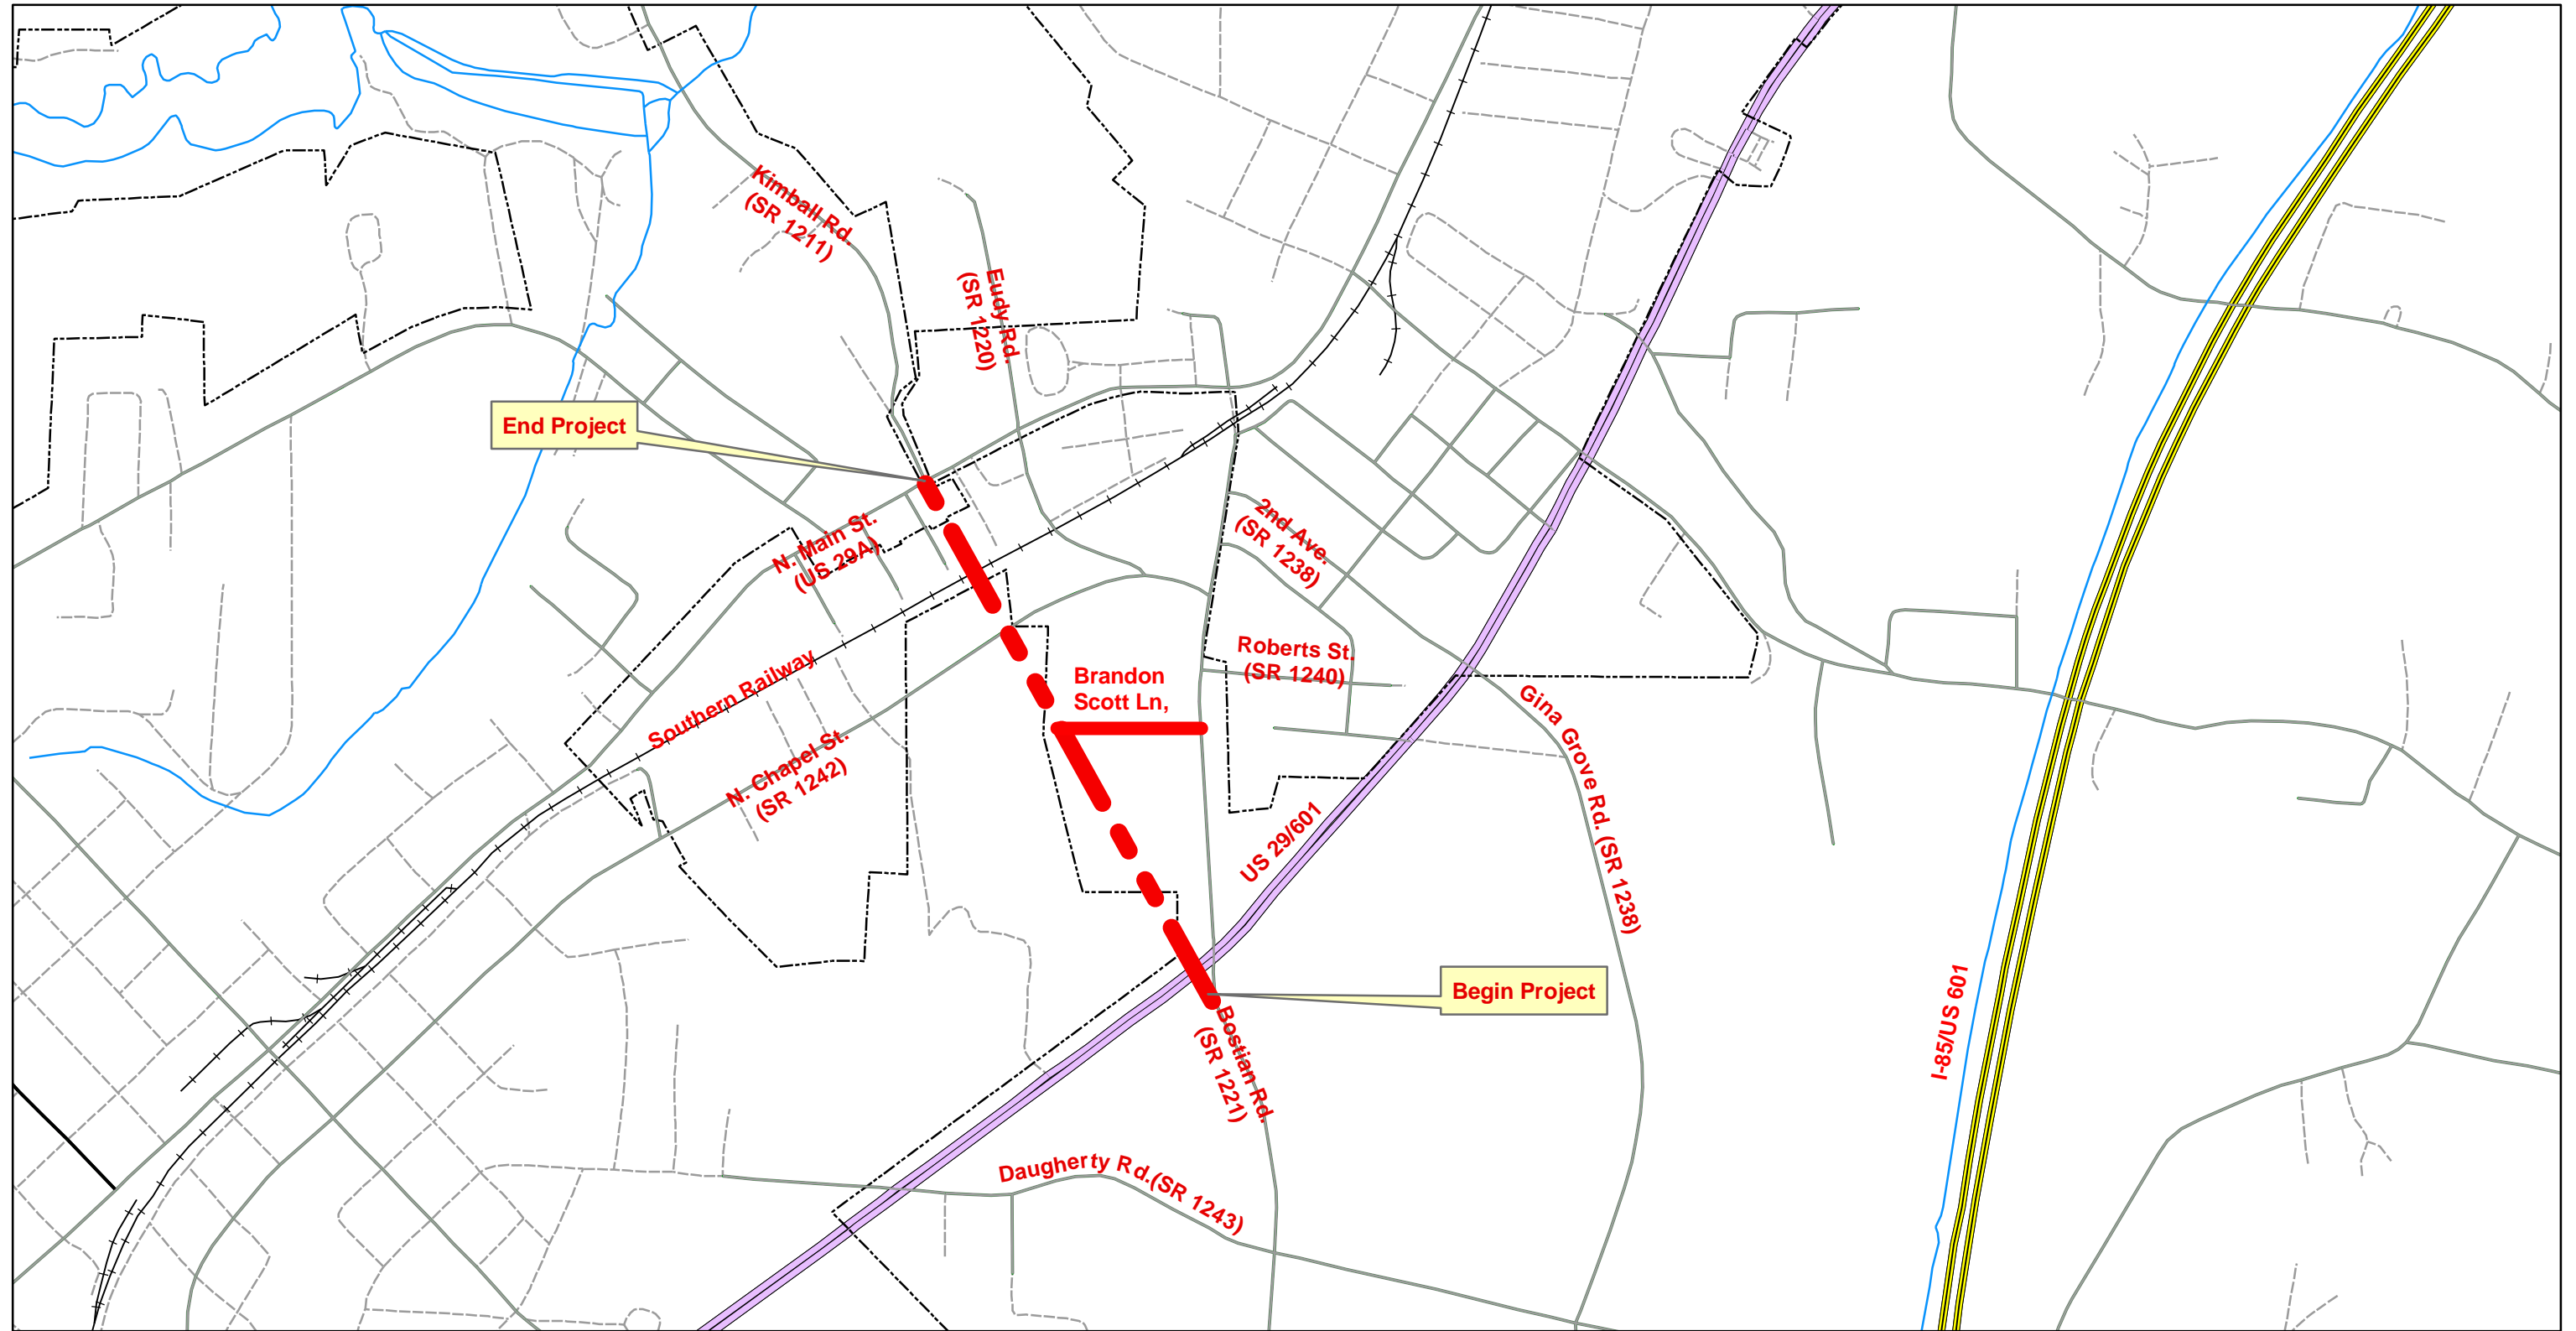 Kimball Rd.
(SR 1211)
Eudy Rd.
(SR 1220)
End Project
N. Main St.
(US 29A)
2nd Ave.
(SR 1238)
Roberts St.
(SR 1240)
Southern Railway
Brandon
Scott Ln,
N. Chapel St.
(SR 1242)
Gina Grove Rd. (SR 1238)
US 29/601
Begin Project
I-85/US 601
Bostian Rd.
(SR 1221)
Daugherty Rd.(SR 1243)